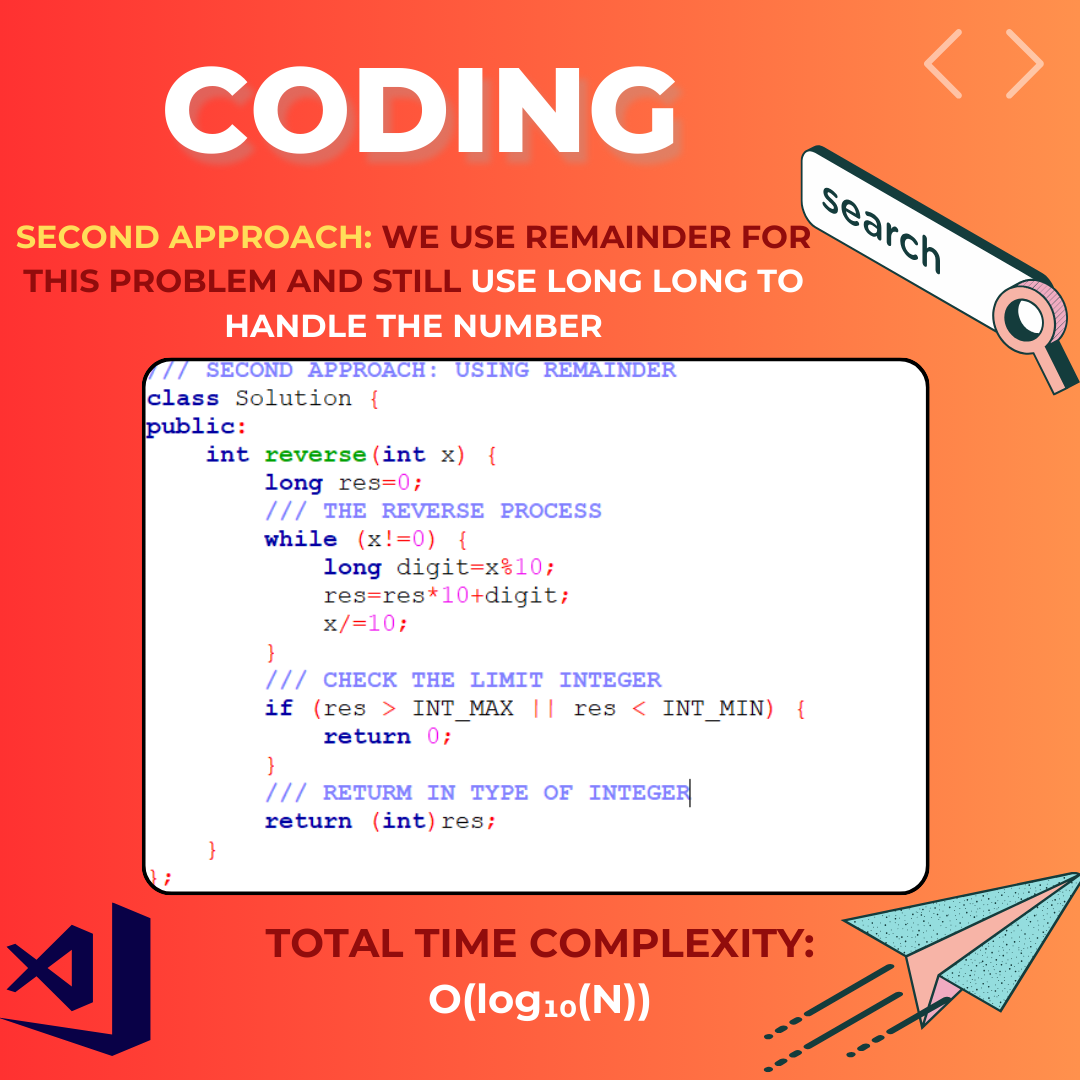 CODING
search
SECOND APPROACH: WE USE REMAINDER FOR
THIS PROBLEM AND STILL USE LONG LONG TO
HANDLE THE NUMBER
/// SECOND APPROACH: USING REMAINDER
class Solution {
public:
    int reverse(int x) {
        long res=0;
        /// THE REVERSE PROCESS
        while (x!=0) {
            long digit=x%10;
            res=res*10+digit;
            x/=10;
        }
        /// CHECK THE LIMIT INTEGER
        if (res > INT_MAX || res < INT_MIN) {
            return 0;
        }
        /// RETURM IN TYPE OF INTEGER
        return (int)res;
    }
};
TOTAL TIME COMPLEXITY:
O(log₁₀(N))